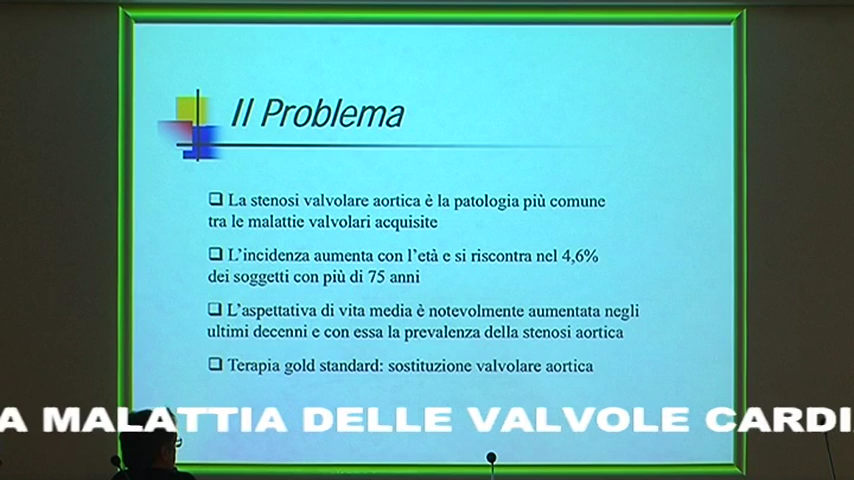 Il Problema
❑ La stenosi valvolare aortica è la patologia più comune
tra le malattie valvolari acquisite
❑ L'incidenza aumenta con l'età e si riscontra nel 4,6%
dei soggetti con più di 75 anni
❑ L'aspettativa di vita media è notevolmente aumentata negli
ultimi decenni e con essa la prevalenza della stenosi aortica
❑ Terapia gold standard: sostituzione valvolare aortica
A MALATTIA DELLE VALVOLE CARDI